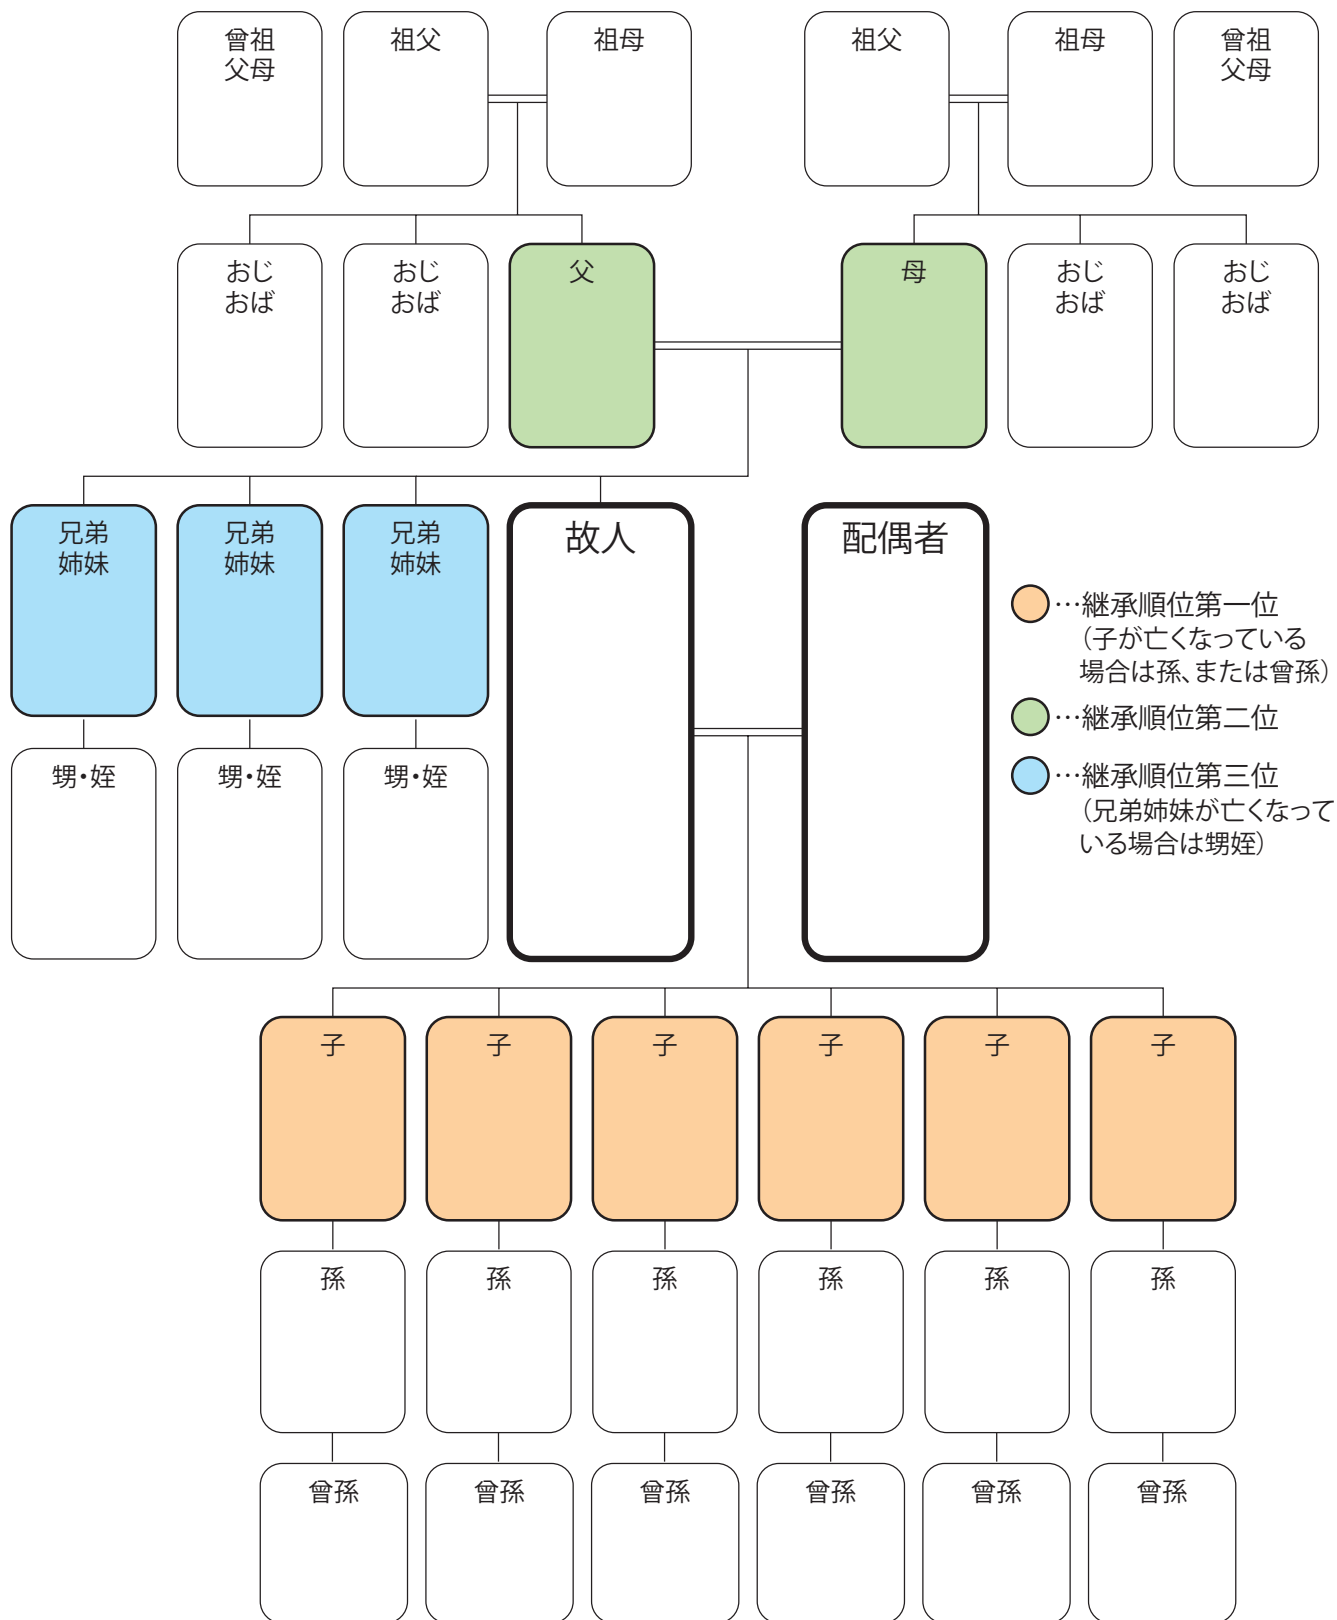 曾祖
父母
祖父
祖母
祖父
祖母
曾祖
父母
おじ
おば
おじ
おば
父
母
おじ
おば
おじ
おば
兄弟
姉妹
兄弟
姉妹
兄弟
姉妹
故人
配偶者
…継承順位第一位
（子が亡くなっている
場合は孫、または曾孫）
…継承順位第二位
…継承順位第三位
（兄弟姉妹が亡くなって
いる場合は甥姪）
甥・姪
甥・姪
甥・姪
子
子
子
子
子
子
孫
孫
孫
孫
孫
孫
曾孫
曾孫
曾孫
曾孫
曾孫
曾孫